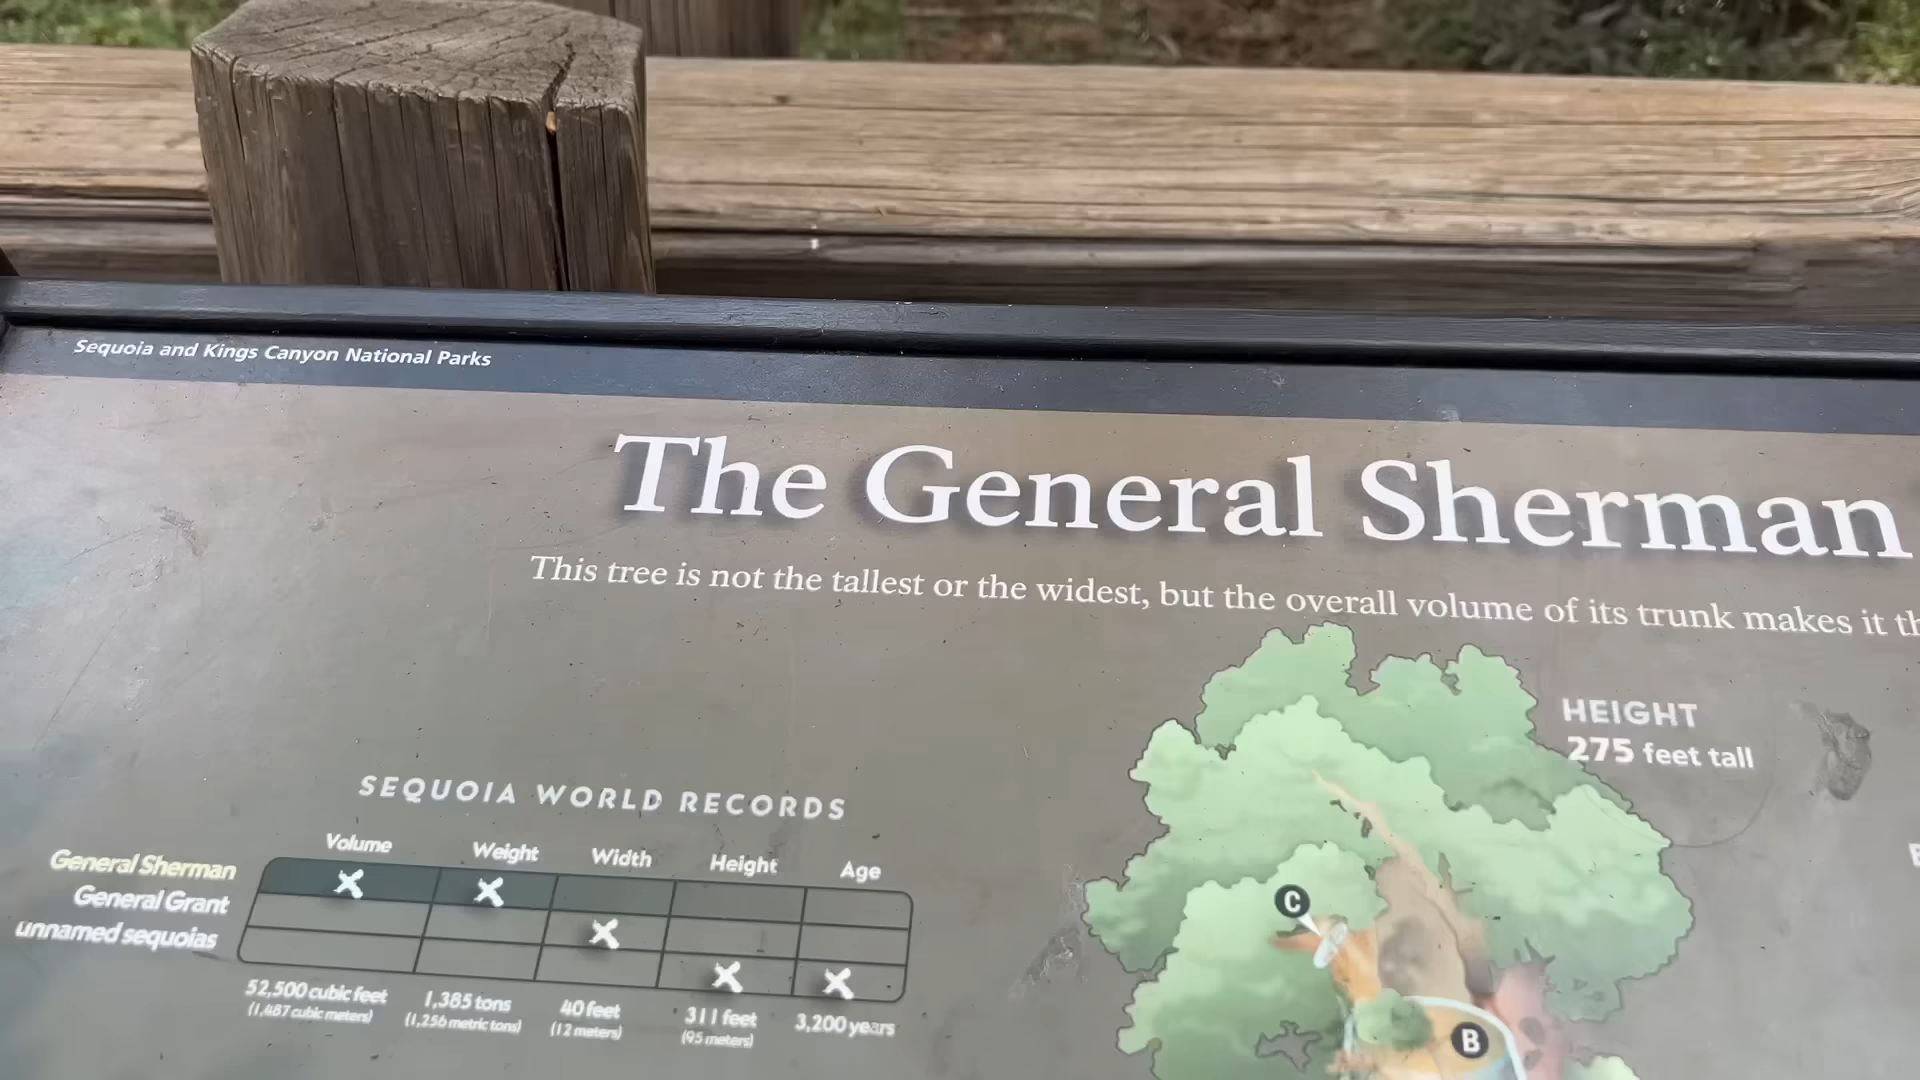 Sequoia and Kings Canyon National Parks
The General Sherman
This tree is not the tallest or the widest, but the overall volume of its trunk makes it
HEIGHT
275 feet tall
SEQUOIA WORLD RECORDS
Volume Weight Width Height Age
General Sherman
General Grant
unnamed sequoias
52,500 cubic feet 1,385 tons 40 feet 311 feet 3,200 years
(1,487 cubic meters) (1,256 metric tons) (12 meters) (95 meters)
C
B